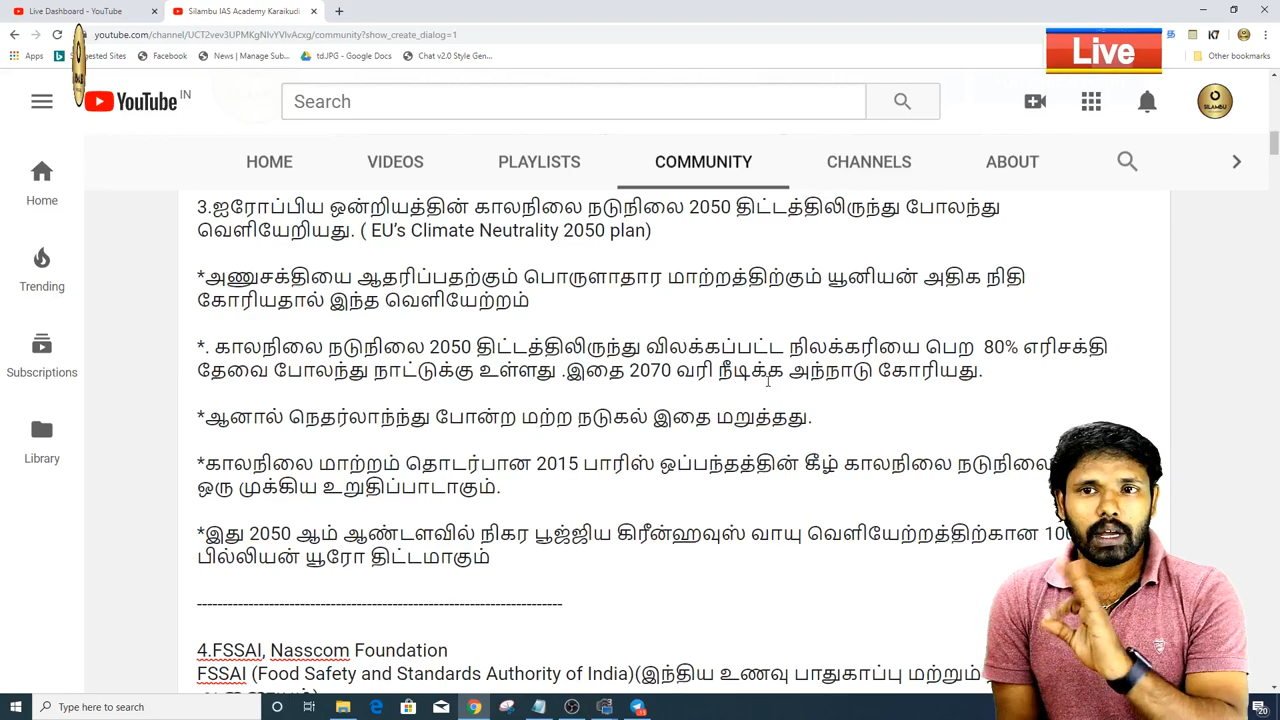 Live Dashboard - YouTube
Silambu IAS Academy Karaikudi -
youtube.com/channel/UCT2vev3UPMKgNIvYVIvAcxg/community?show_create_dialog=1
Apps
Sites
Facebook
News | Manage Sub...
tdJPG - Google Docs
Chat v2.0 Style Gen...
K7
Other bookmarks
Live
YouTube IN
Search
SILAMBU
HOME VIDEOS PLAYLISTS COMMUNITY CHANNELS ABOUT
Home
Trending
Subscriptions
Library
3.ஐரோப்பிய ஒன்றியத்தின் காலநிலை நடுநிலை 2050 திட்டத்திலிருந்து போலந்து
வெளியேறியது. ( EU's Climate Neutrality 2050 plan)
*அணுசக்தியை ஆதரிப்பதற்கும் பொருளாதார மாற்றத்திற்கும் யூனியன் அதிக நிதி
கோரியதால் இந்த வெளியேற்றம்
*. காலநிலை நடுநிலை 2050 திட்டத்திலிருந்து விலக்கப்பட்ட நிலக்கரியை பெற 80% எரிசக்தி
தேவை போலந்து நாட்டுக்கு உள்ளது .இதை 2070 வரி நீடிக்க அந்நாடு கோரியது.
*ஆனால் நெதர்லாந்ந்து போன்ற மற்ற நடுகல் இதை மறுத்தது.
*காலநிலை மாற்றம் தொடர்பான 2015 பாரிஸ் ஒப்பந்தத்தின் கீழ் காலநிலை நடுநிலை
ஒரு முக்கிய உறுதிப்பாடாகும்.
*இது 2050 ஆம் ஆண்டளவில் நிகர பூஜ்ஜிய கிரீன்ஹவுஸ் வாயு வெளியேற்றத்திற்கான
பில்லியன் யூரோ திட்டமாகும்
----------------------------------------------------------------------
4.FSSAI, Nasscom Foundation
FSSAI (Food Safety and Standards Authority of India)(இந்திய உணவு பாதுகாப்பு மற்றும்
Type here to search